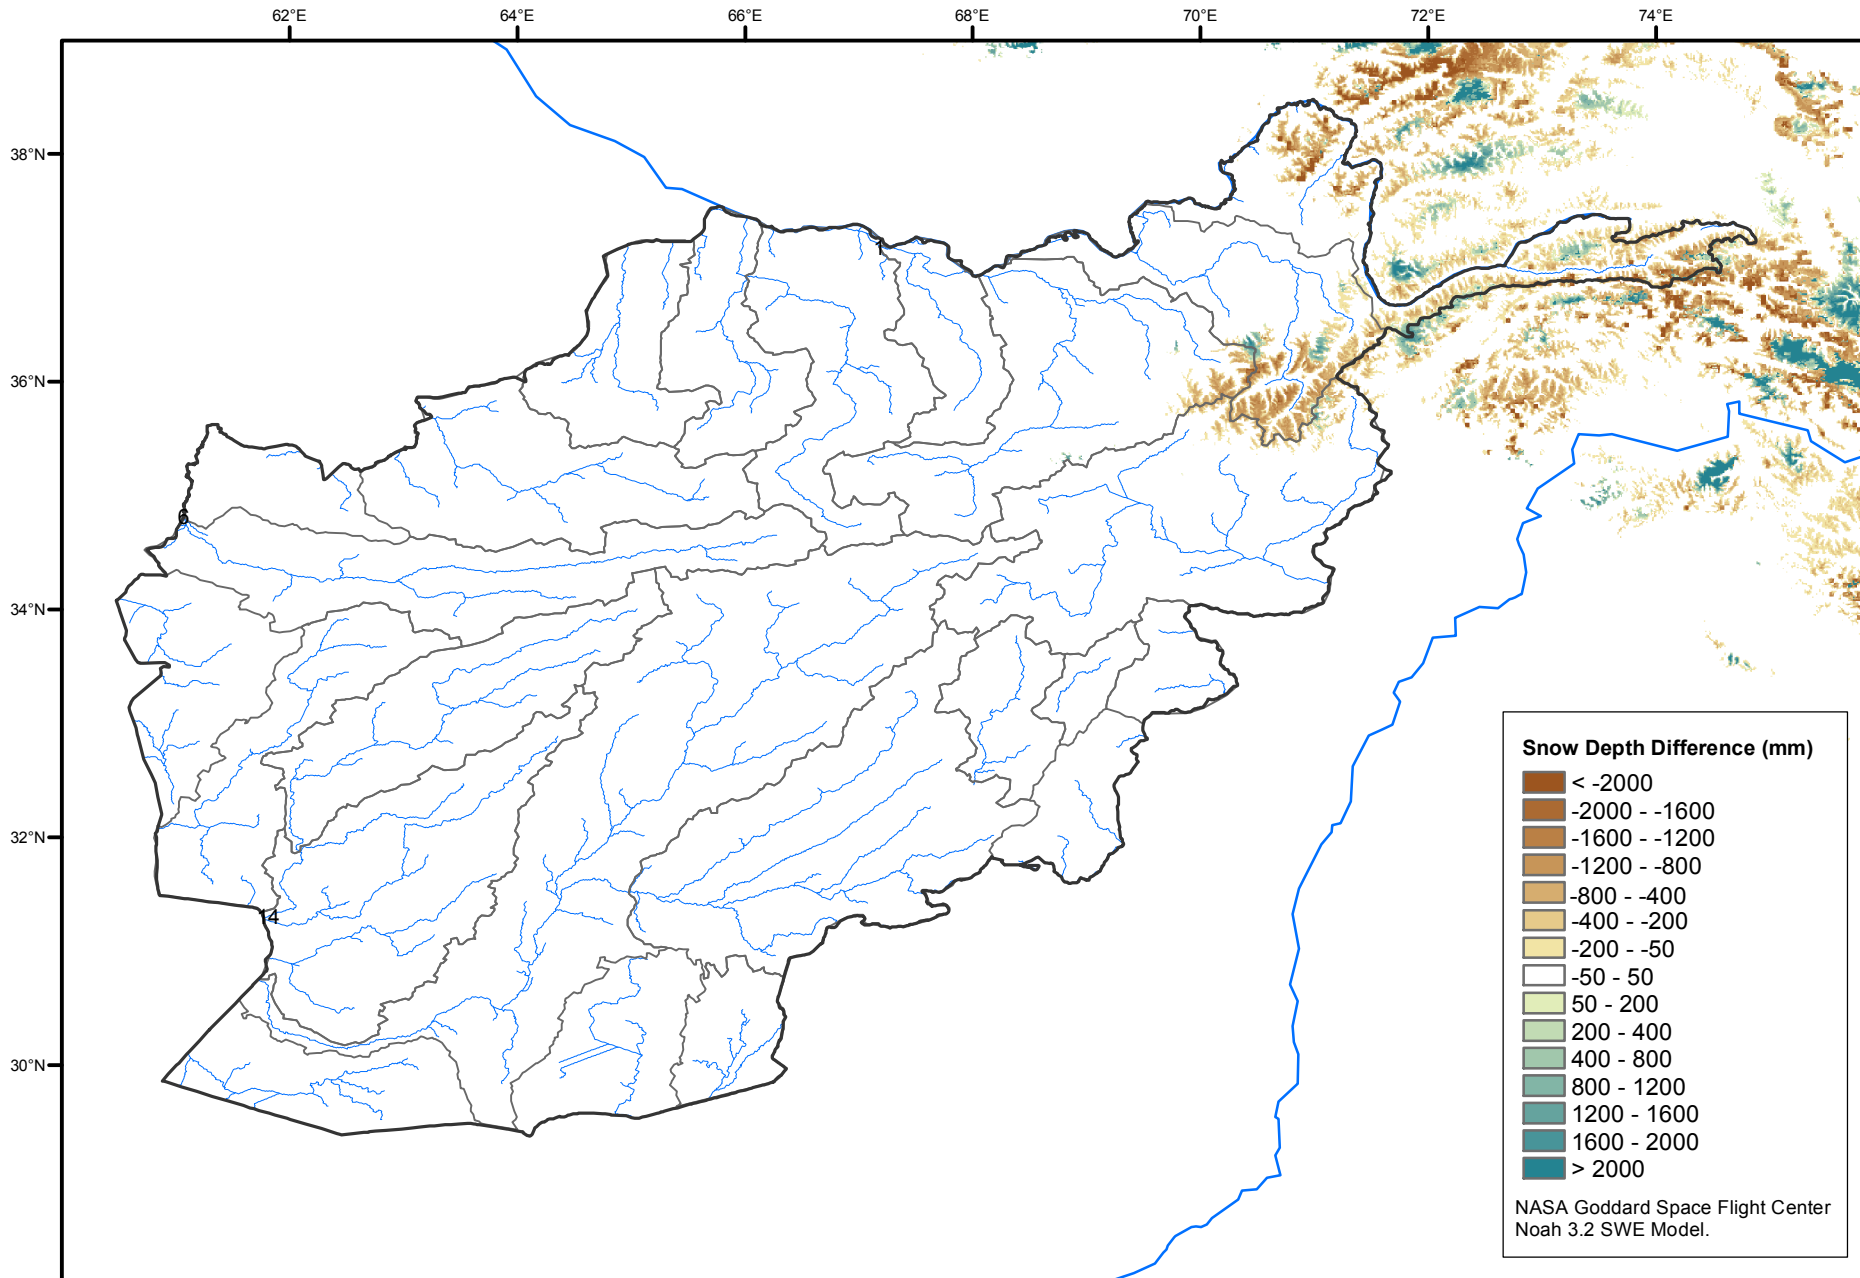 62°E 64°E 66°E 68°E 70°E 72°E 74°E
38°N
1
36°N
6
34°N
32°N
14
30°N
Snow Depth Difference (mm)
< -2000
-2000 - -1600
-1600 - -1200
-1200 - -800
-800 - -400
-400 - -200
-200 - -50
-50 - 50
50 - 200
200 - 400
400 - 800
800 - 1200
1200 - 1600
1600 - 2000
> 2000
NASA Goddard Space Flight Center
Noah 3.2 SWE Model.